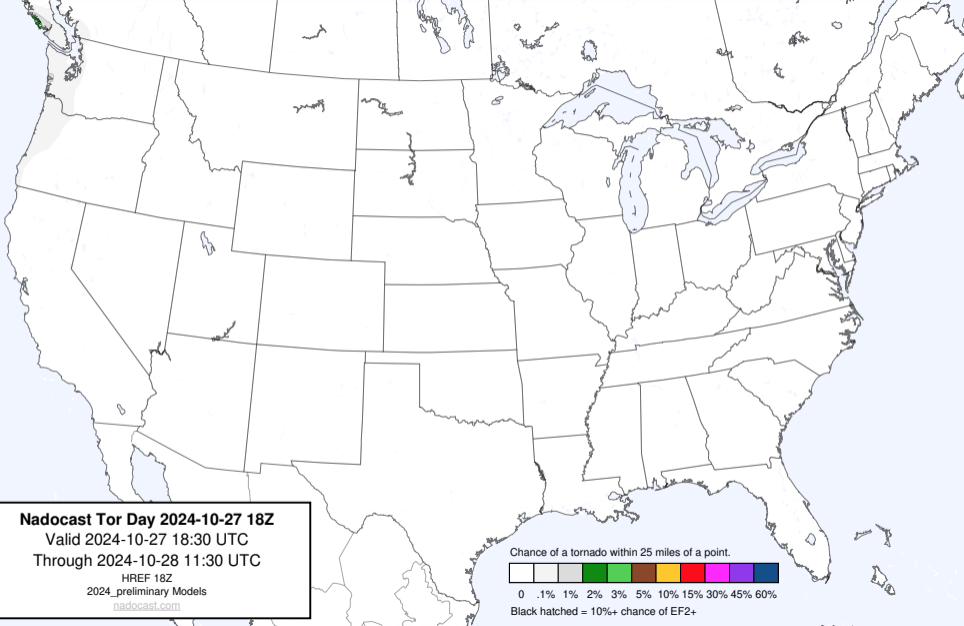 Nadocast Tor Day 2024-10-27 18Z
Valid 2024-10-27 18:30 UTC
Through 2024-10-28 11:30 UTC
HREF 18Z
2024_preliminary Models
nadocast.com
Chance of a tornado within 25 miles of a point.
0 .1% 1% 2% 3% 5% 10% 15% 30% 45% 60%
Black hatched = 10%+ chance of EF2+